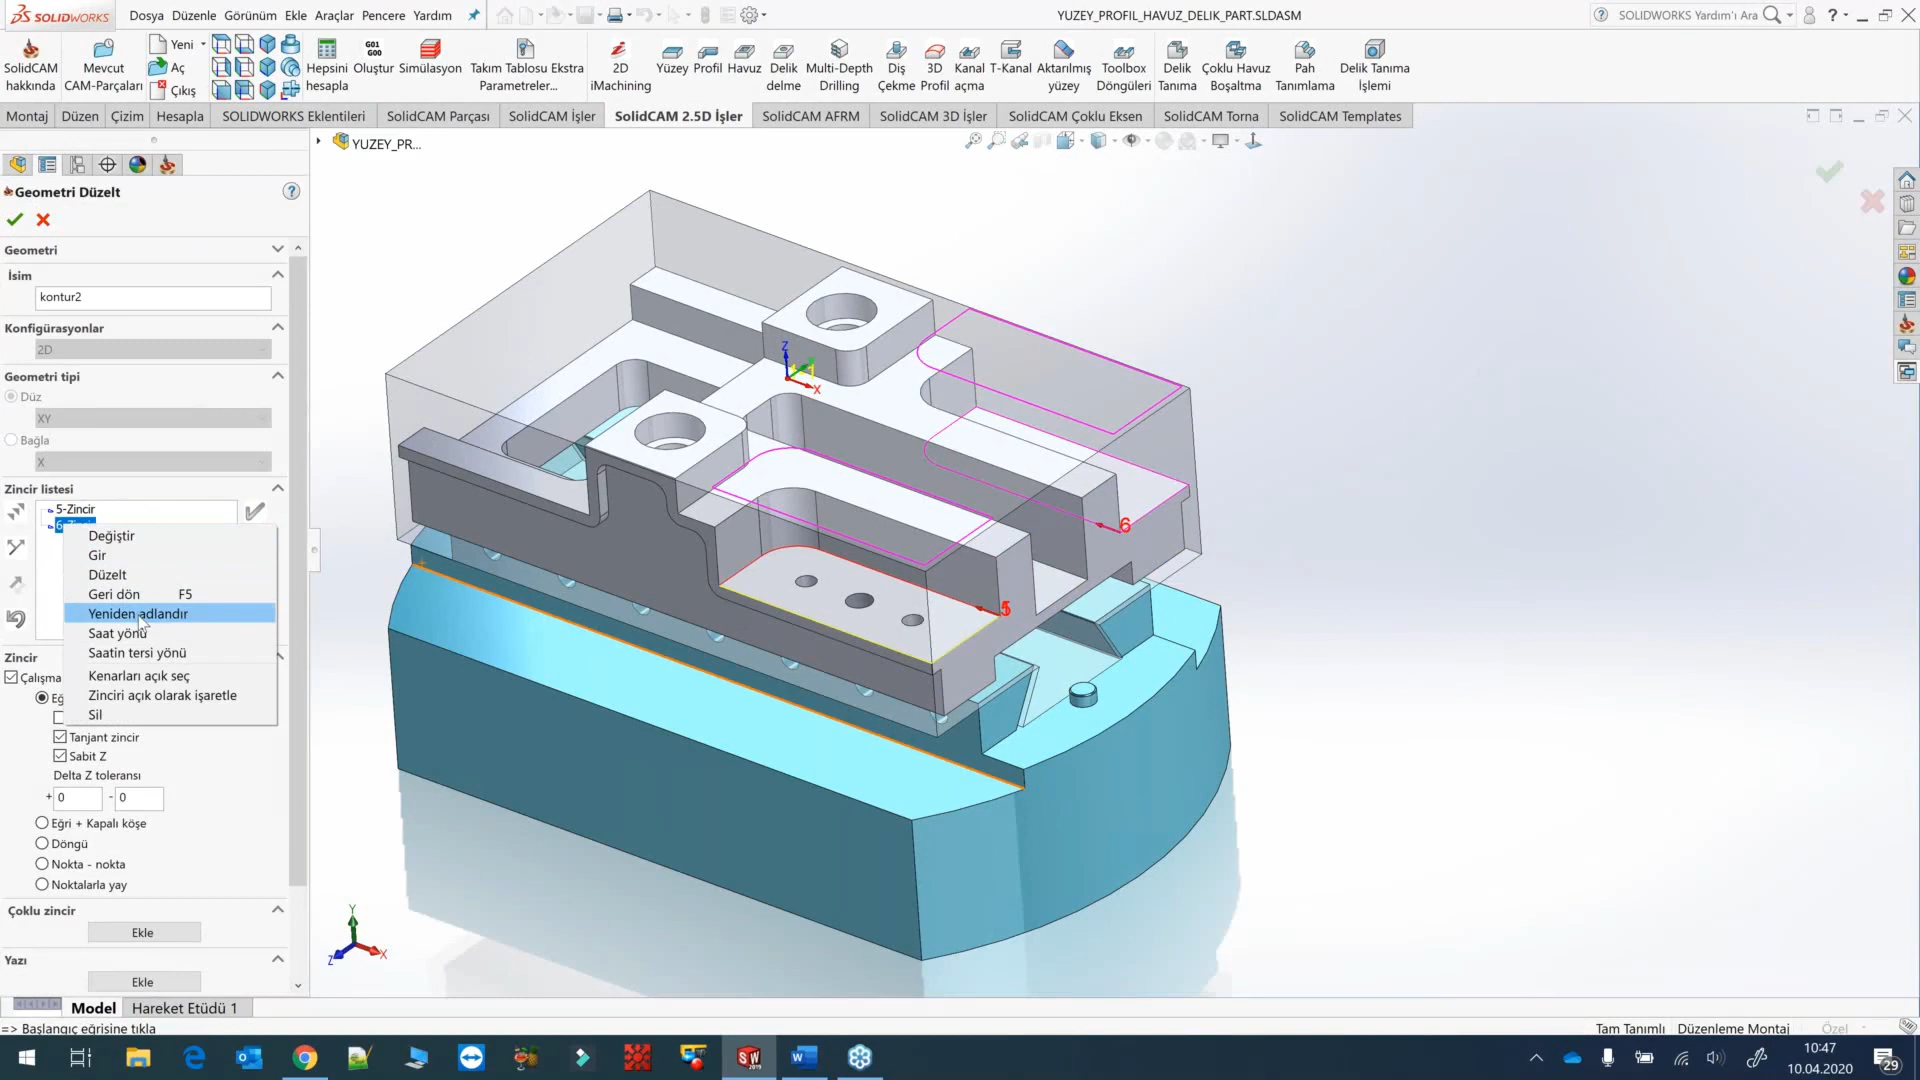 SOLIDWORKS
Dosya Düzenle Görünüm Ekle Araçlar Pencere Yardım
YUZEY_PROFIL_HAVUZ_DELIK_PART.SLDASM
SOLIDWORKS Yardım'ı Ara
SolidCAM hakkında
Mevcut CAM-Parçaları
Yeni
Aç
Çıkış
Hepsini hesapla
G01 G00
Oluştur
Simülasyon
Takım Tablosu Ekstra Parametreler...
2D iMachining
Yüzey
Profil
Havuz
Delik delme
Multi-Depth Drilling
Diş Çekme
3D Profil
Kanal açma
T-Kanal
Aktarılmış yüzey
Toolbox Döngüleri
Delik Tanıma
Çoklu Havuz Boşaltma
Pah Tanımlama
Delik Tanıma İşlemi
Montaj Düzen Çizim Hesapla SOLIDWORKS Eklentileri SolidCAM Parçası SolidCAM İşler SolidCAM 2.5D İşler SolidCAM AFRM SolidCAM 3D İşler SolidCAM Çoklu Eksen SolidCAM Torna SolidCAM Templates
YUZEY_PR...
Geometri Düzelt
Geometri
İsim
kontur2
Konfigürasyonlar
2D
Geometri tipi
Düz
XY
Bağla
X
Zincir listesi
5-Zincir
Değiştir
Gir
Düzelt
Geri dön F5
Yeniden adlandır
Saat yönü
Saatin tersi yönü
Kenarları açık seç
Zinciri açık olarak işaretle
Sil
Zincir
Çalışma
Tanjant zincir
Sabit Z
Delta Z toleransı
+ 0 - 0
Eğri + Kapalı köşe
Döngü
Nokta - nokta
Noktalarla yay
Çoklu zincir
Ekle
Yazı
Ekle
Z
X
6
Y
Z
X
Model Hareket Etüdü 1
=> Başlangıç eğrisine tıkla
Tam Tanımlı Düzenleme Montaj Özel
SW 2019
10:47
10.04.2020
29